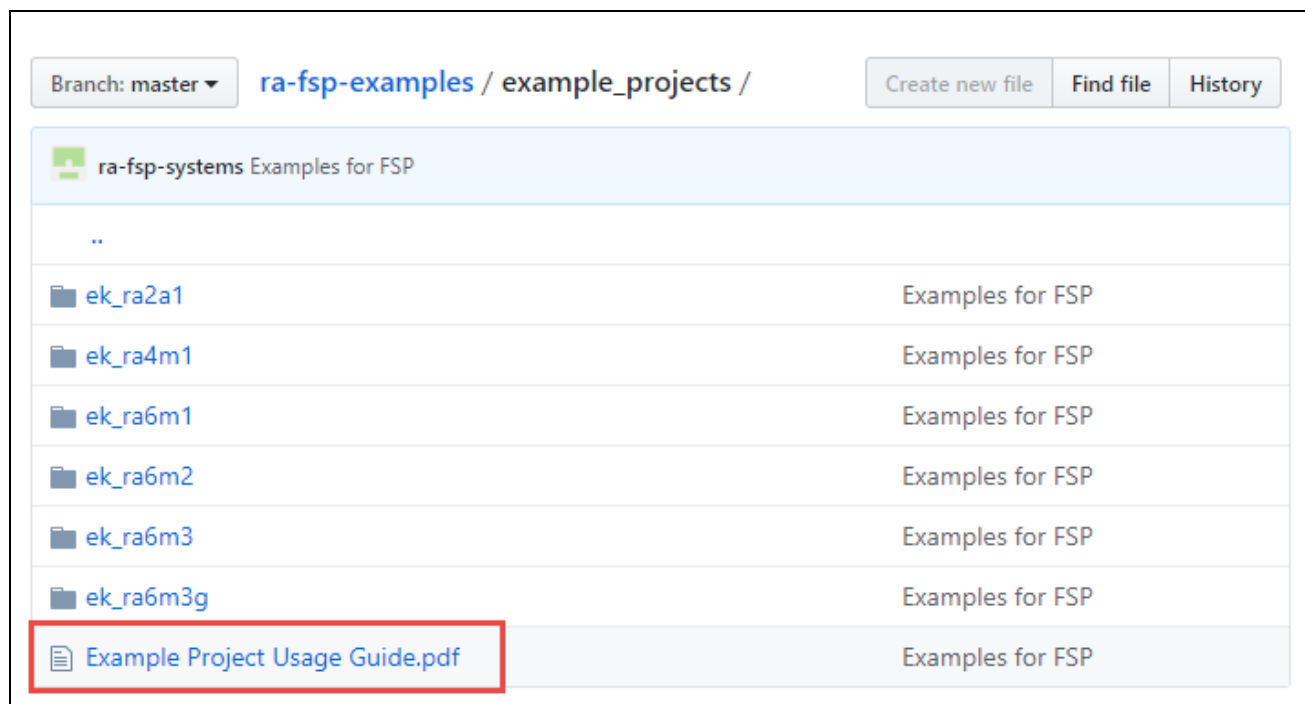 Branch: master ra-fsp-examples / example_projects / Create new file Find file History
ra-fsp-systems Examples for FSP
..
ek_ra2a1 Examples for FSP
ek_ra4m1 Examples for FSP
ek_ra6m1 Examples for FSP
ek_ra6m2 Examples for FSP
ek_ra6m3 Examples for FSP
ek_ra6m3g Examples for FSP
Example Project Usage Guide.pdf Examples for FSP